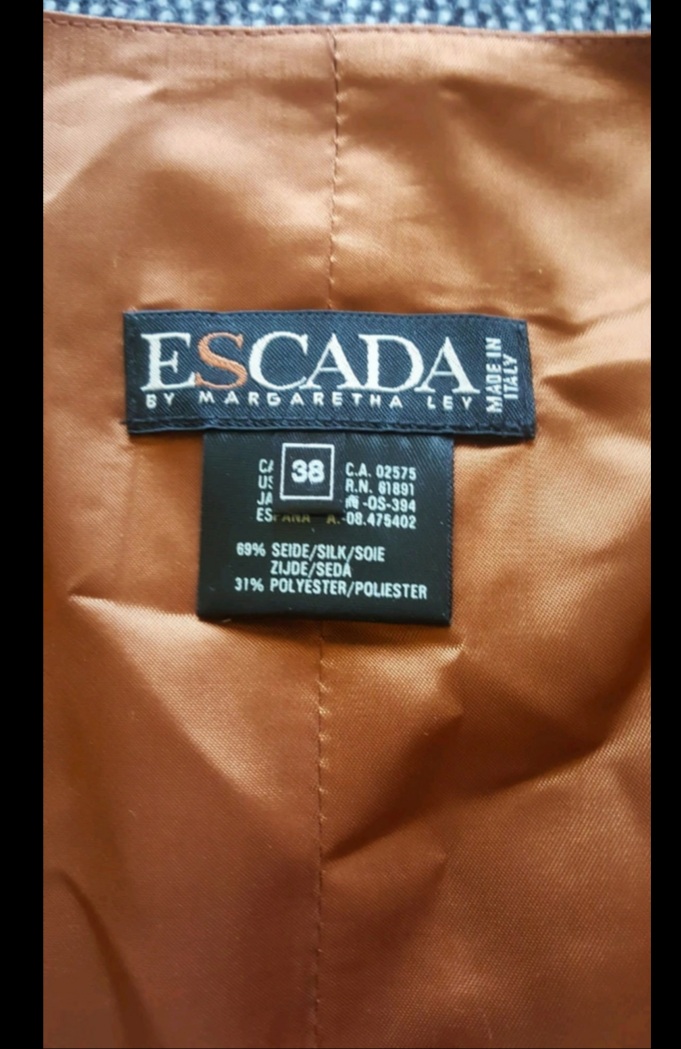 ESCADA
BY MARGARETHA LEY
MADE IN
ITALY
38
C.A. 02575
R.N. 61891
-OS-394
ESPAÑA A.-08.475402
69% SEIDE/SILK/SOIE
ZIJDE/SEDA
31% POLYESTER/POLIESTER